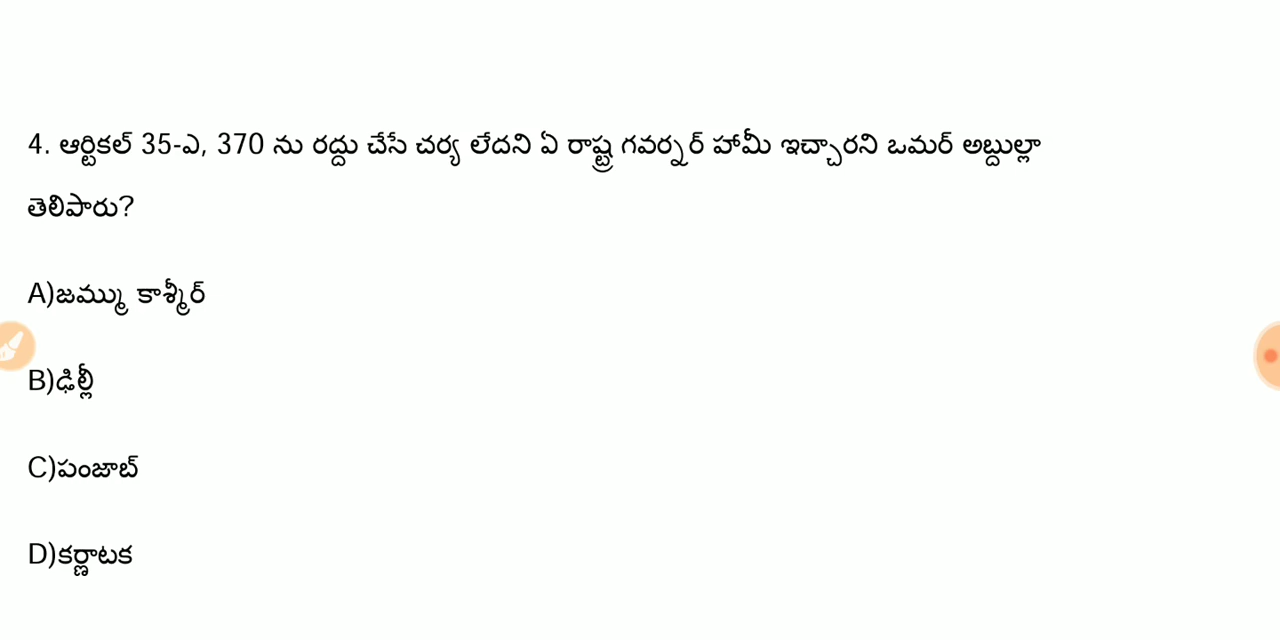 4. ఆర్టికల్ 35-ఎ, 370 ను రద్దు చేసే చర్య లేదని ఏ రాష్ట్ర గవర్నర్ హామీ ఇచ్చారని ఒమర్ అబ్దుల్లా
తెలిపారు?
A)జమ్ము కాశ్మీర్
B)ఢిల్లీ
C)పంజాబ్
D)కర్ణాటక